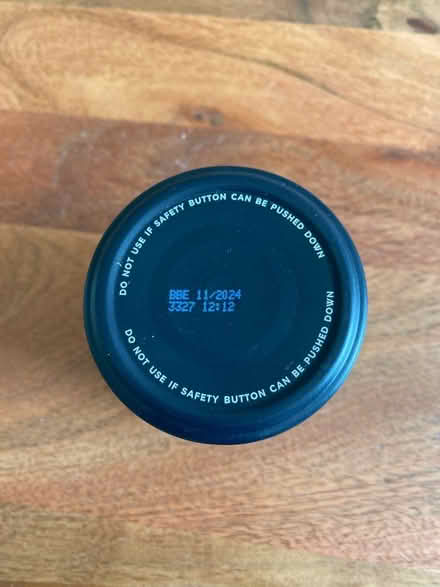 DO NOT USE IF SAFETY BUTTON CAN BE PUSHED DOWN
BBE 11/2024
3327 12:12
DO NOT USE IF SAFETY BUTTON CAN BE PUSHED DOWN